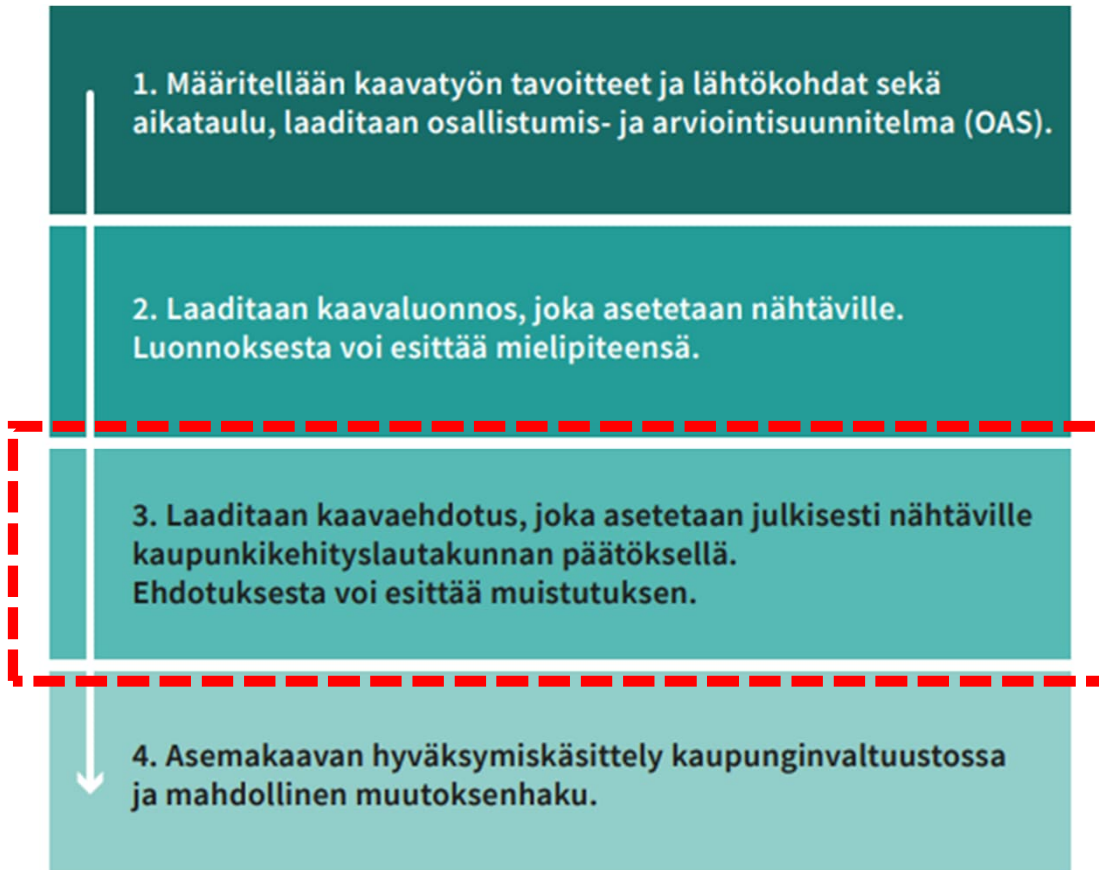 1. Määritellään kaavatyön tavoitteet ja lähtökohdat sekä
aikataulu, laaditaan osallistumis- ja arviointisuunnitelma (OAS).
2. Laaditaan kaavaluonnos, joka asetetaan nähtäville.
Luonnoksesta voi esittää mielipiteensä.
3. Laaditaan kaavaehdotus, joka asetetaan julkisesti nähtäville
kaupunkikehityslautakunnan päätöksellä.
Ehdotuksesta voi esittää muistutuksen.
4. Asemakaavan hyväksymiskäsittely kaupunginvaltuustossa
ja mahdollinen muutoksenhaku.